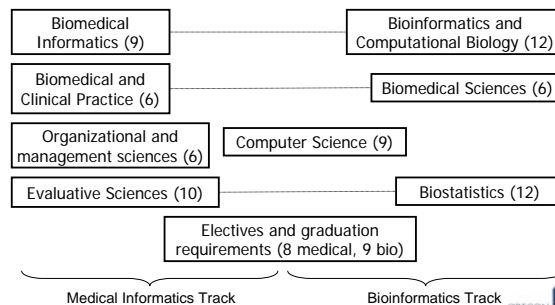 Biomedical
Informatics (9)
Bioinformatics and
Computational Biology (12)
Biomedical and
Clinical Practice (6)
Biomedical Sciences (6)
Organizational and
management sciences (6)
Computer Science (9)
Evaluative Sciences (10)
Biostatistics (12)
Electives and graduation
requirements (8 medical, 9 bio)
Medical Informatics Track
Bioinformatics Track